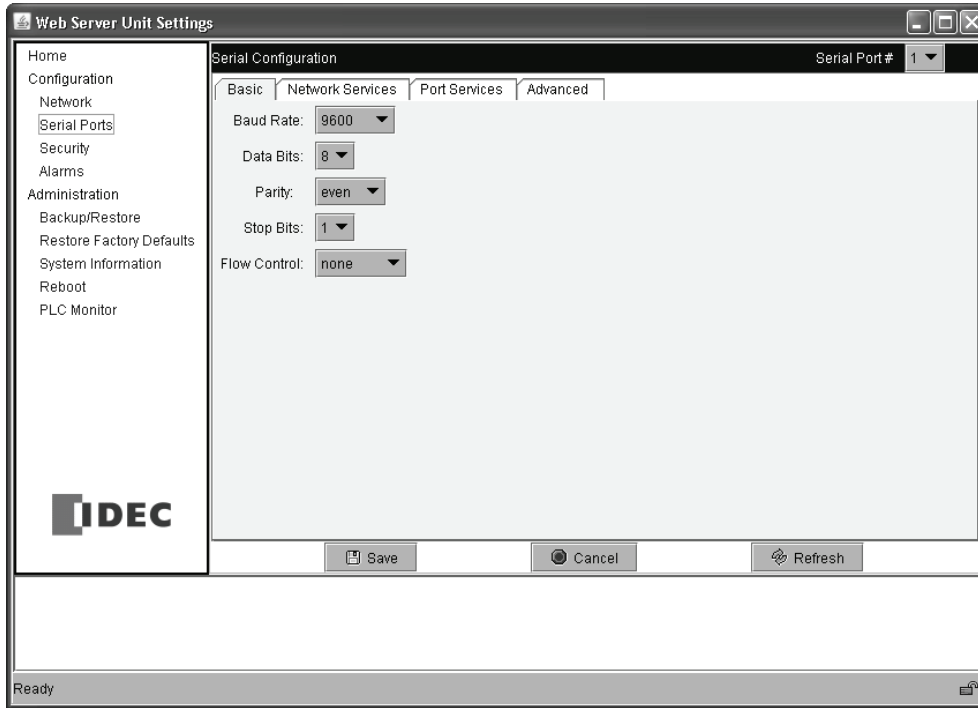 Web Server Unit Settings
Home
Configuration
Network
Serial Ports
Security
Alarms
Administration
Backup/Restore
Restore Factory Defaults
System Information
Reboot
PLC Monitor
IDEC
Serial Configuration
Serial Port # 1
Basic Network Services Port Services Advanced
Baud Rate: 9600
Data Bits: 8
Parity: even
Stop Bits: 1
Flow Control: none
Save Cancel Refresh
Ready